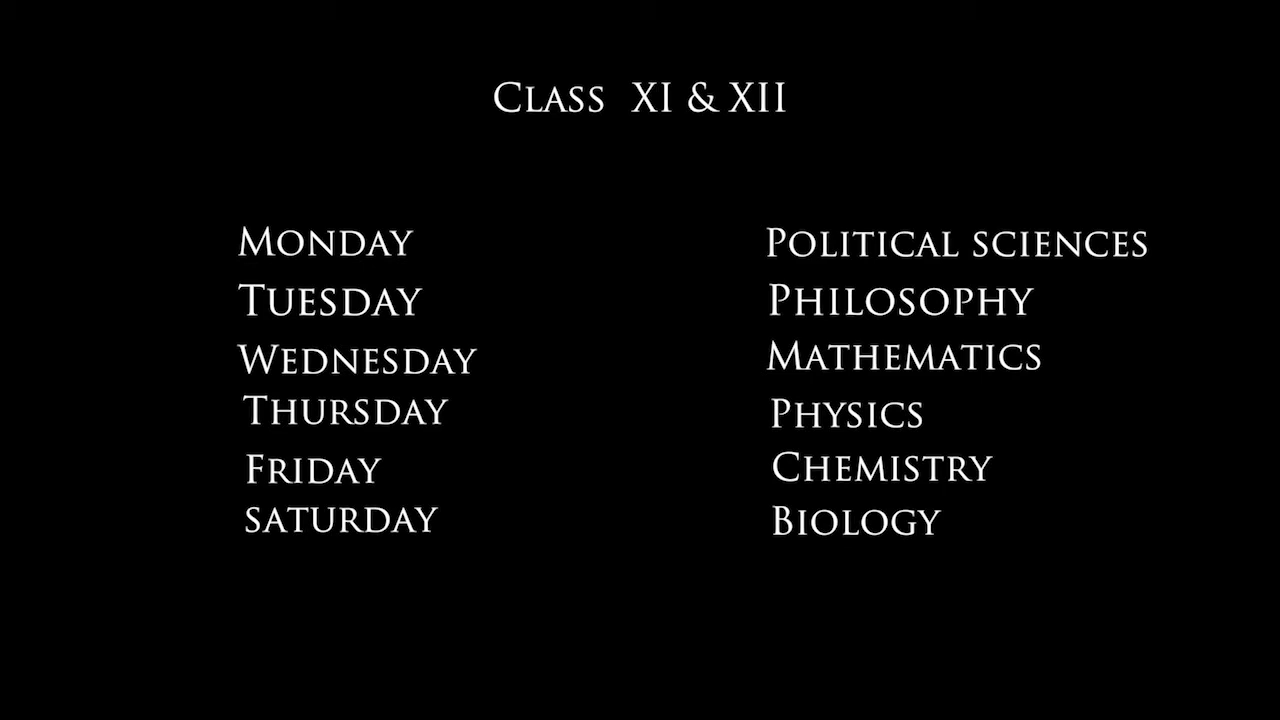 Class XI & XII
Monday Political sciences
Tuesday Philosophy
Wednesday Mathematics
Thursday Physics
Friday Chemistry
saturday Biology